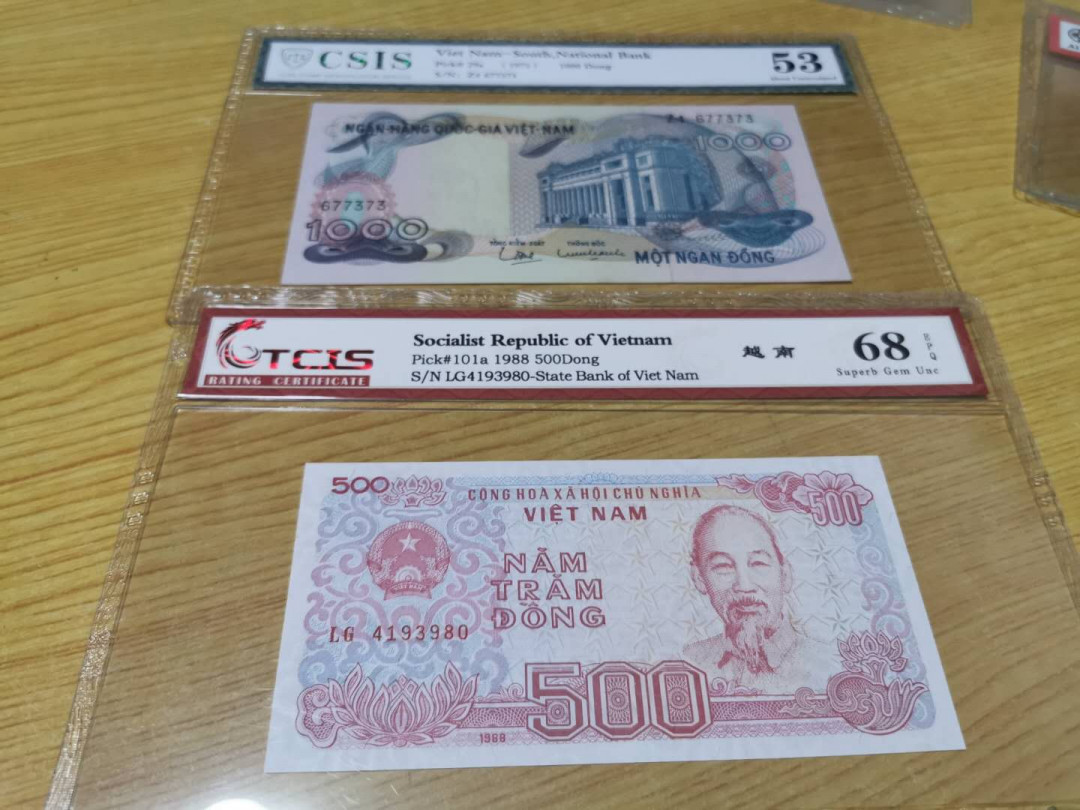 CSIS
Viet Nam-South, National Bank
53
NGÂN-HÀNG QUỐC-GIA VIỆT-NAM
677373
1000
677373
1000
MỘT NGÀN ĐỒNG
TCIS
RATING CERTIFICATE
Socialist Republic of Vietnam
Pick#101a 1988 500Dong
S/N LG4193980-State Bank of Viet Nam
越南
68
EPQ
Superb Gem Unc
500
CỘNG HOÀ XÃ HỘI CHỦ NGHĨA
VIỆT NAM
500
NĂM
TRĂM
ĐỒNG
LG 4193980
500
1988